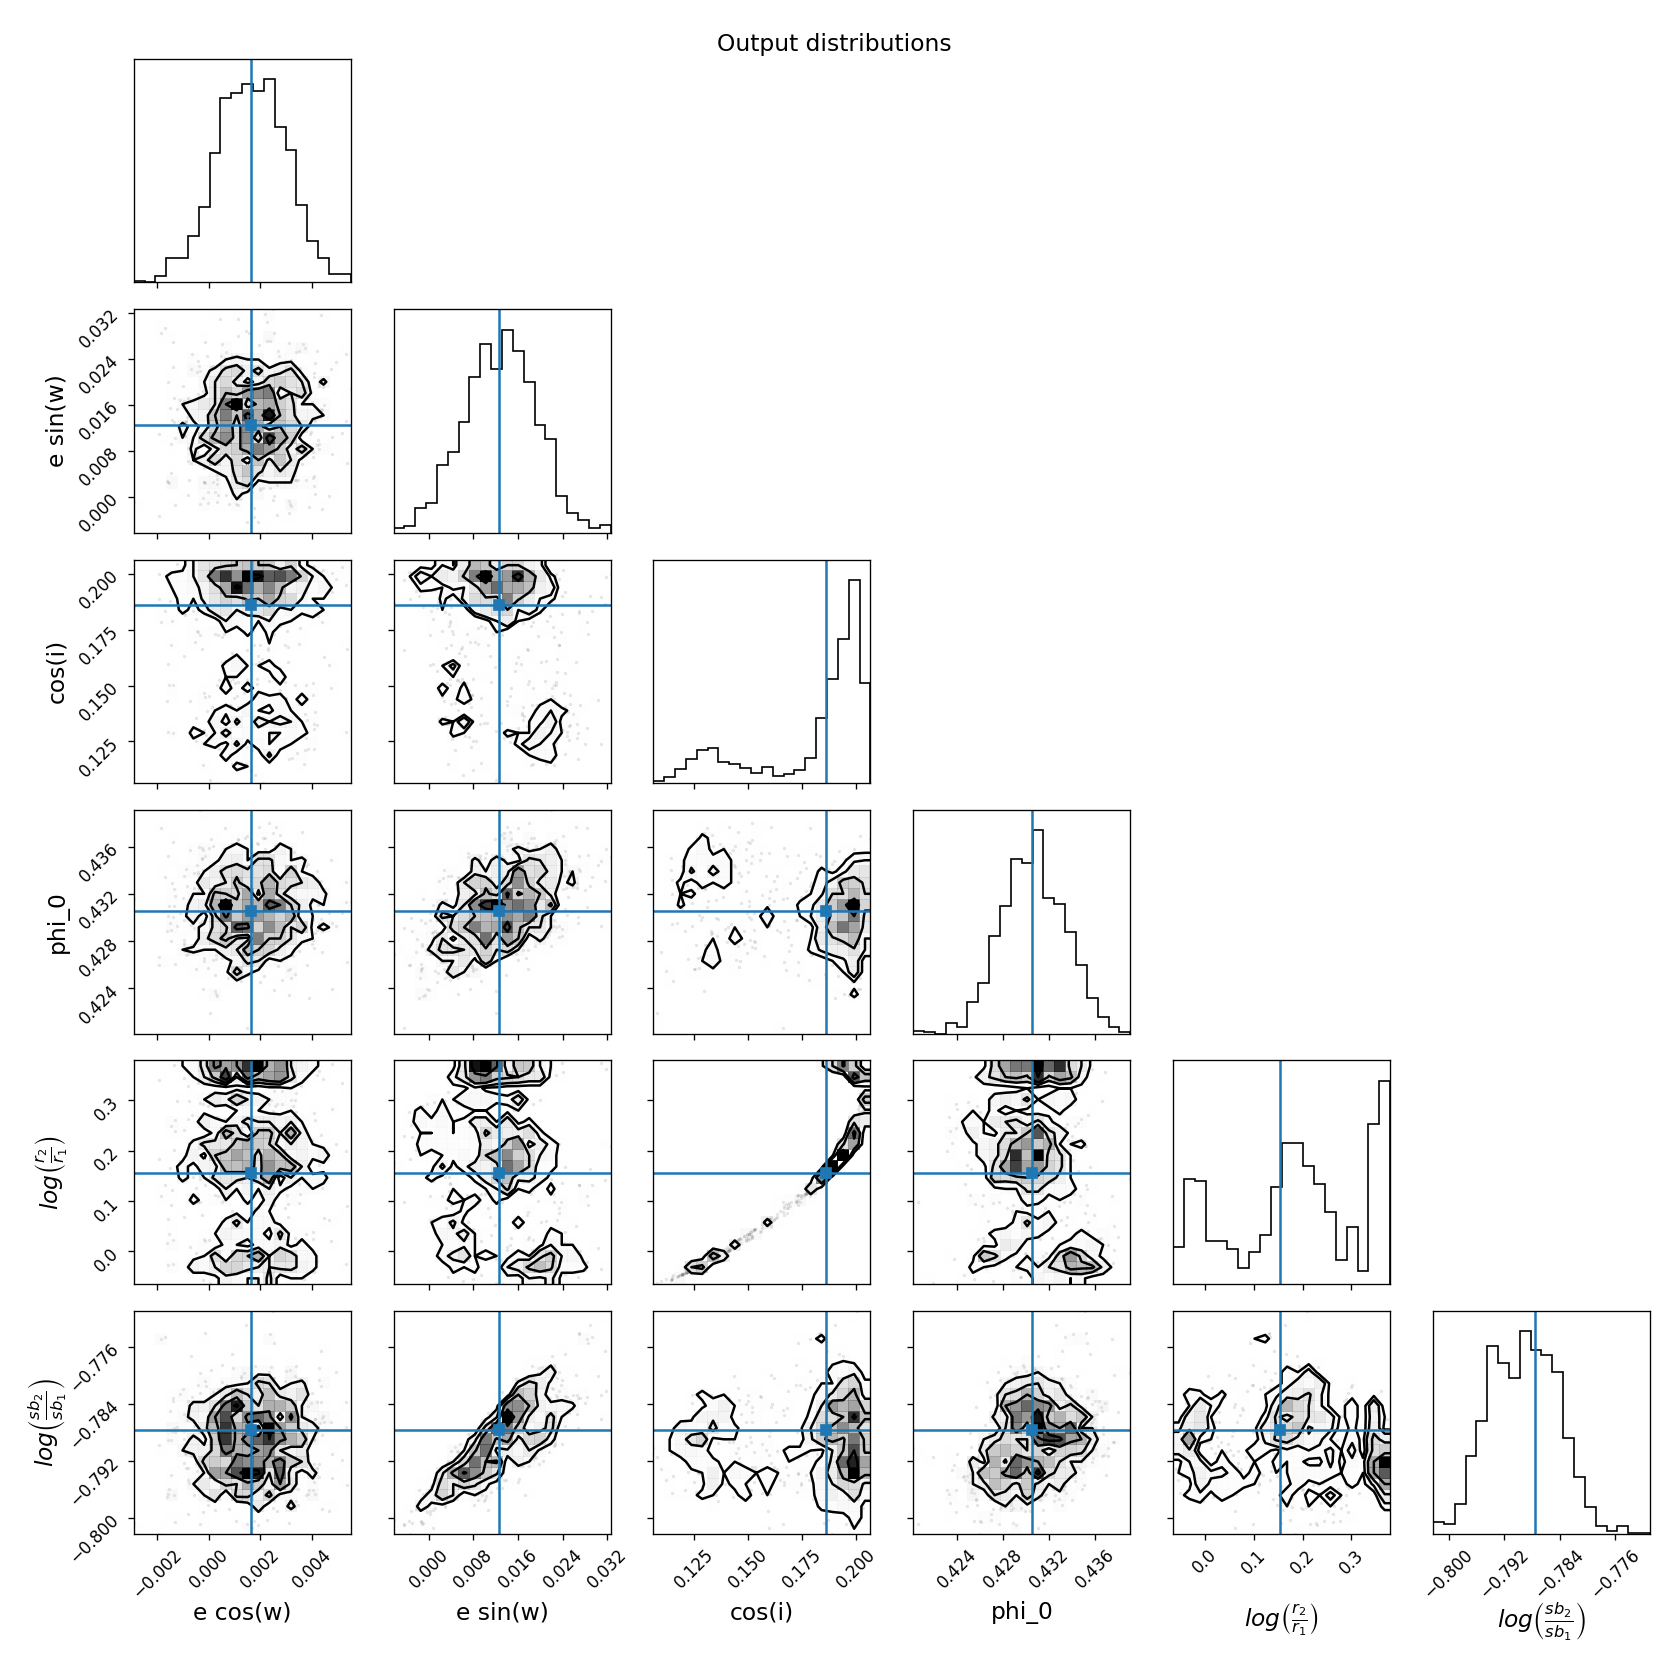 Output distributions
0.032
0.024
0.016
0.008
0.000
e sin(w)
0.200
0.175
0.150
0.125
cos(i)
0.436
0.432
0.428
0.424
phi_0
0.3
0.2
0.1
0.0
log(r₂/r₁)
−0.776
−0.784
−0.792
−0.800
log(sb₂/sb₁)
−0.002 0.000 0.002 0.004
e cos(w)
0.000 0.008 0.016 0.024 0.032
e sin(w)
0.125 0.150 0.175 0.200
cos(i)
0.424 0.428 0.432 0.436
phi_0
0.0 0.1 0.2 0.3
log(r₂/r₁)
−0.800 −0.792 −0.784 −0.776
log(sb₂/sb₁)